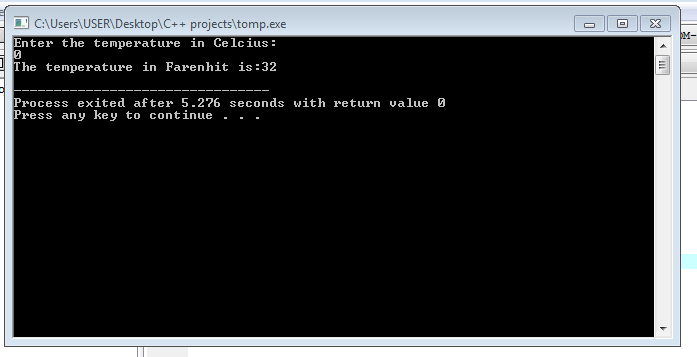 C:\Users\USER\Desktop\C++ projects\tomp.exe
Enter the temperature in Celcius:
0
The temperature in Farenhit is:32
--------------------------------
Process exited after 5.276 seconds with return value 0
Press any key to continue . . .
DM-